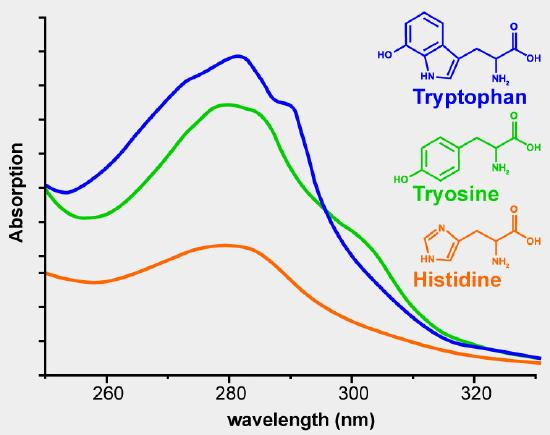 O
HO
OH
HN
NH₂
Tryptophan
O
OH
HO
NH₂
Tryosine
O
N
OH
HN
NH₂
Histidine
Absorption
260
280
300
320
wavelength (nm)